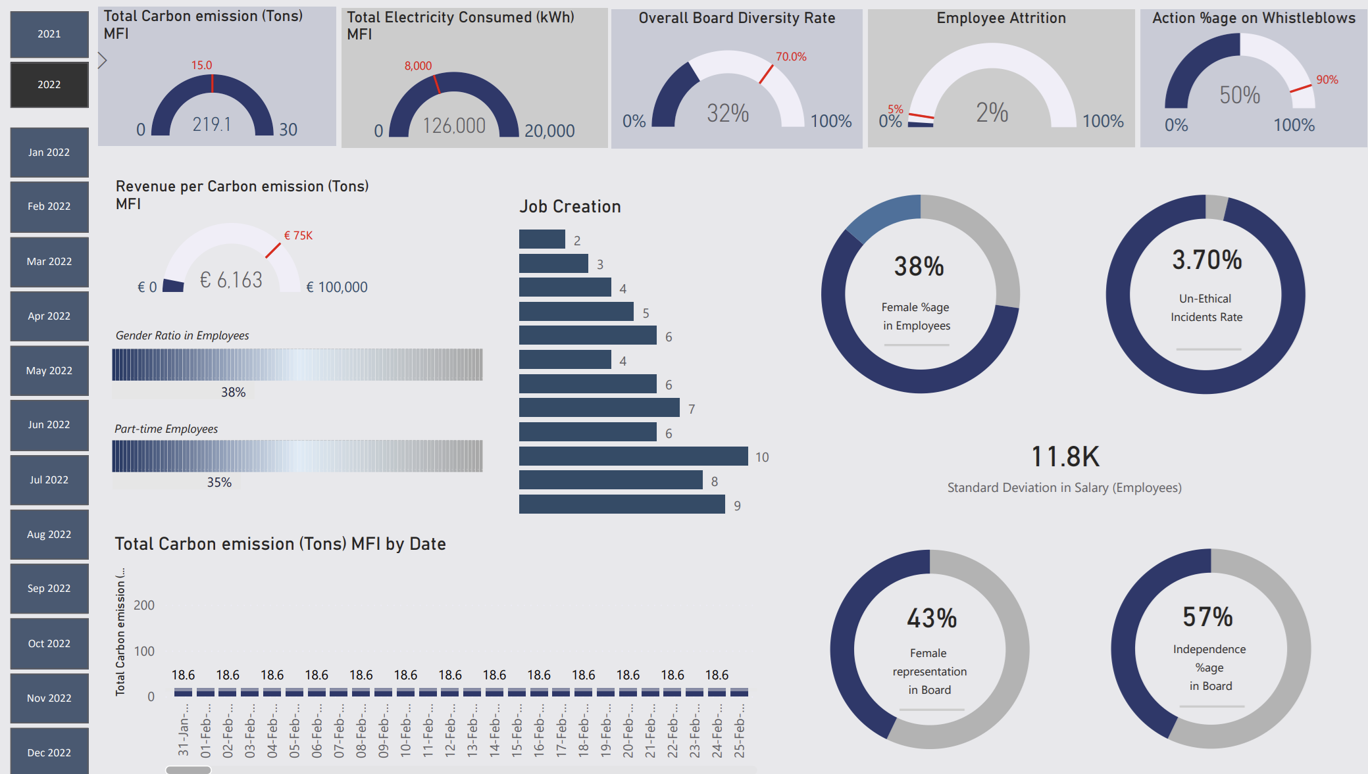 2021
2022
Jan 2022
Feb 2022
Mar 2022
Apr 2022
May 2022
Jun 2022
Jul 2022
Aug 2022
Sep 2022
Oct 2022
Nov 2022
Dec 2022
Total Carbon emission (Tons)
MFI
15.0
219.1
0
30
Total Electricity Consumed (kWh)
MFI
8,000
126,000
0
20,000
Overall Board Diversity Rate
70.0%
32%
0%
100%
Employee Attrition
5%
0%
2%
100%
Action %age on Whistleblows
90%
50%
0%
100%
Revenue per Carbon emission (Tons)
MFI
€ 75K
€ 6.163
€ 0
€ 100,000
Gender Ratio in Employees
38%
Part-time Employees
35%
Job Creation
2
3
4
5
6
4
6
7
6
10
8
9
38%
Female %age
in Employees
3.70%
Un-Ethical
Incidents Rate
11.8K
Standard Deviation in Salary (Employees)
Total Carbon emission (Tons) MFI by Date
Total Carbon emission (...
200
100
0
18.6 18.6 18.6 18.6 18.6 18.6 18.6 18.6 18.6 18.6 18.6 18.6 18.6
31-Jan-...
01-Feb-...
02-Feb-...
03-Feb-...
04-Feb-...
05-Feb-...
06-Feb-...
07-Feb-...
08-Feb-...
09-Feb-...
10-Feb-...
11-Feb-...
12-Feb-...
13-Feb-...
14-Feb-...
15-Feb-...
16-Feb-...
17-Feb-...
18-Feb-...
19-Feb-...
20-Feb-...
21-Feb-...
22-Feb-...
23-Feb-...
24-Feb-...
25-Feb-...
43%
Female
representation
in Board
57%
Independence
%age
in Board